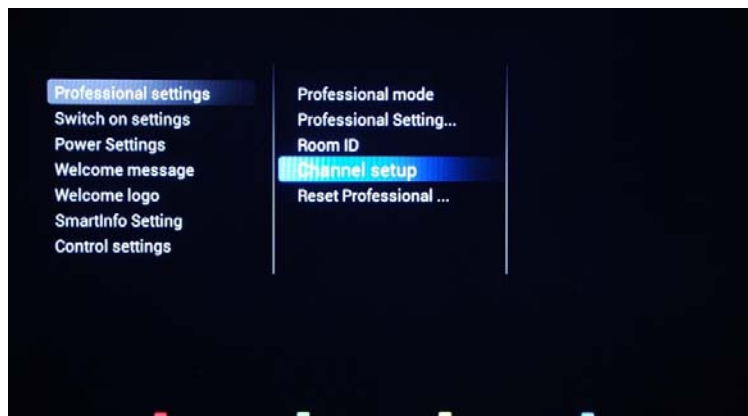 Professional settings
Switch on settings
Power Settings
Welcome message
Welcome logo
SmartInfo Setting
Control settings
Professional mode
Professional Setting...
Room ID
Channel setup
Reset Professional ...